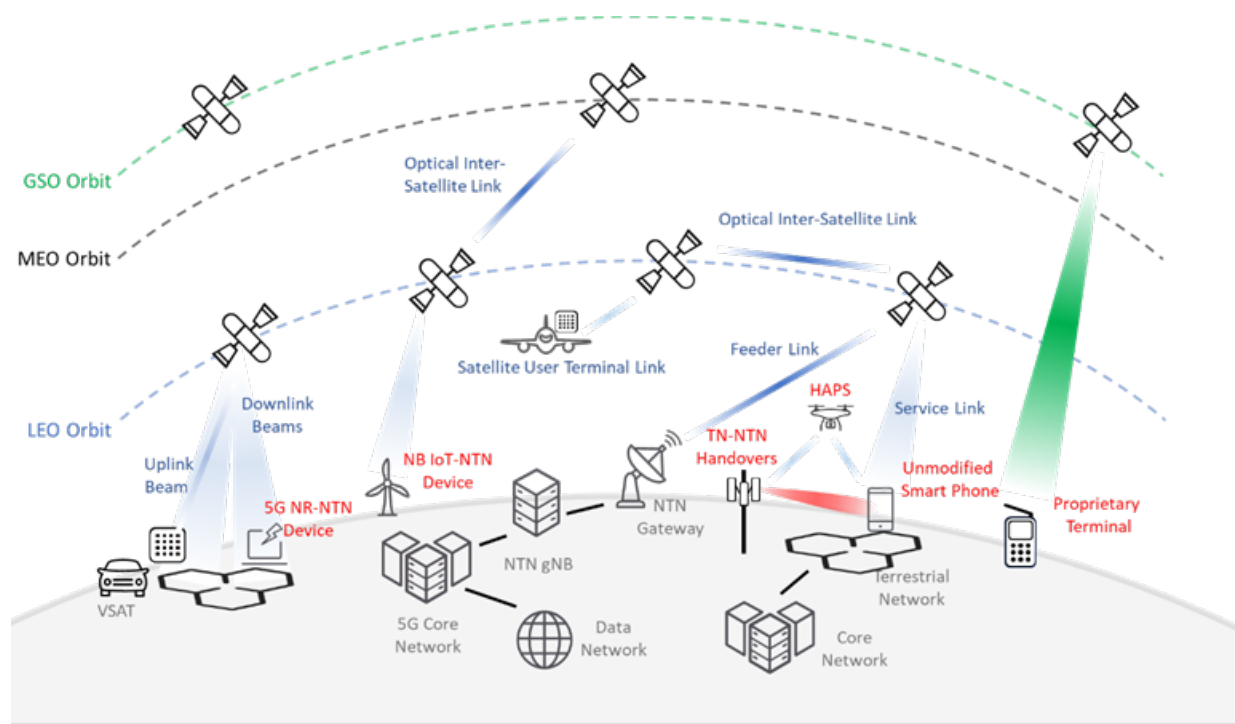 Optical Inter-
Satellite Link
GSO Orbit
Optical Inter-Satellite Link
MEO Orbit
Feeder Link
Satellite User Terminal Link
HAPS
Downlink
Beams
Service Link
LEO Orbit
TN-NTN
Handovers
Uplink
Beam
NB IoT-NTN
Device
Unmodified
Smart Phone
5G NR-NTN
Device
Proprietary
Terminal
NTN
Gateway
NTN gNB
Terrestrial
Network
VSAT
5G Core
Network
Data
Network
Core
Network